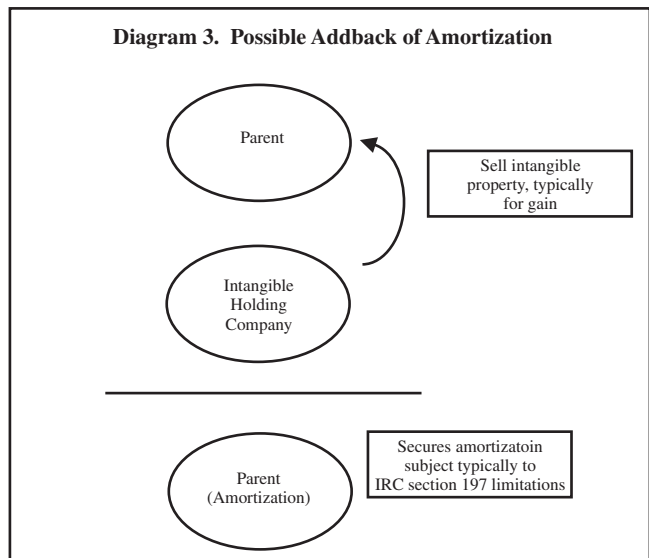 Diagram 3. Possible Addback of Amortization
Parent
Sell intangible
property, typically
for gain
Intangible
Holding
Company
Secures amortizatoin
subject typically to
IRC section 197 limitations
Parent
(Amortization)